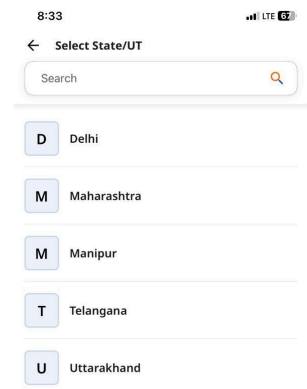 8:33 LTE 67
Select State/UT
Search
D Delhi
M Maharashtra
M Manipur
T Telangana
U Uttarakhand